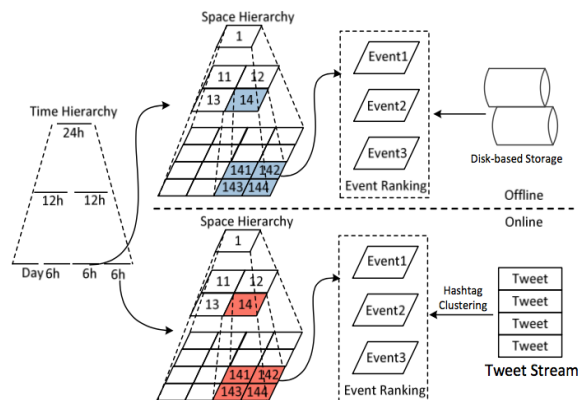 Space Hierarchy
1
11 12
13 14
141 142
143 144
Time Hierarchy
24h
12h 12h
Day 6h 6h 6h
Event1
Event2
Event3
Event Ranking
Disk-based Storage
Offline
Online
Space Hierarchy
1
11 12
13 14
141 142
143 144
Event1
Event2
Event3
Event Ranking
Hashtag
Clustering
Tweet
Tweet
Tweet
Tweet
Tweet Stream